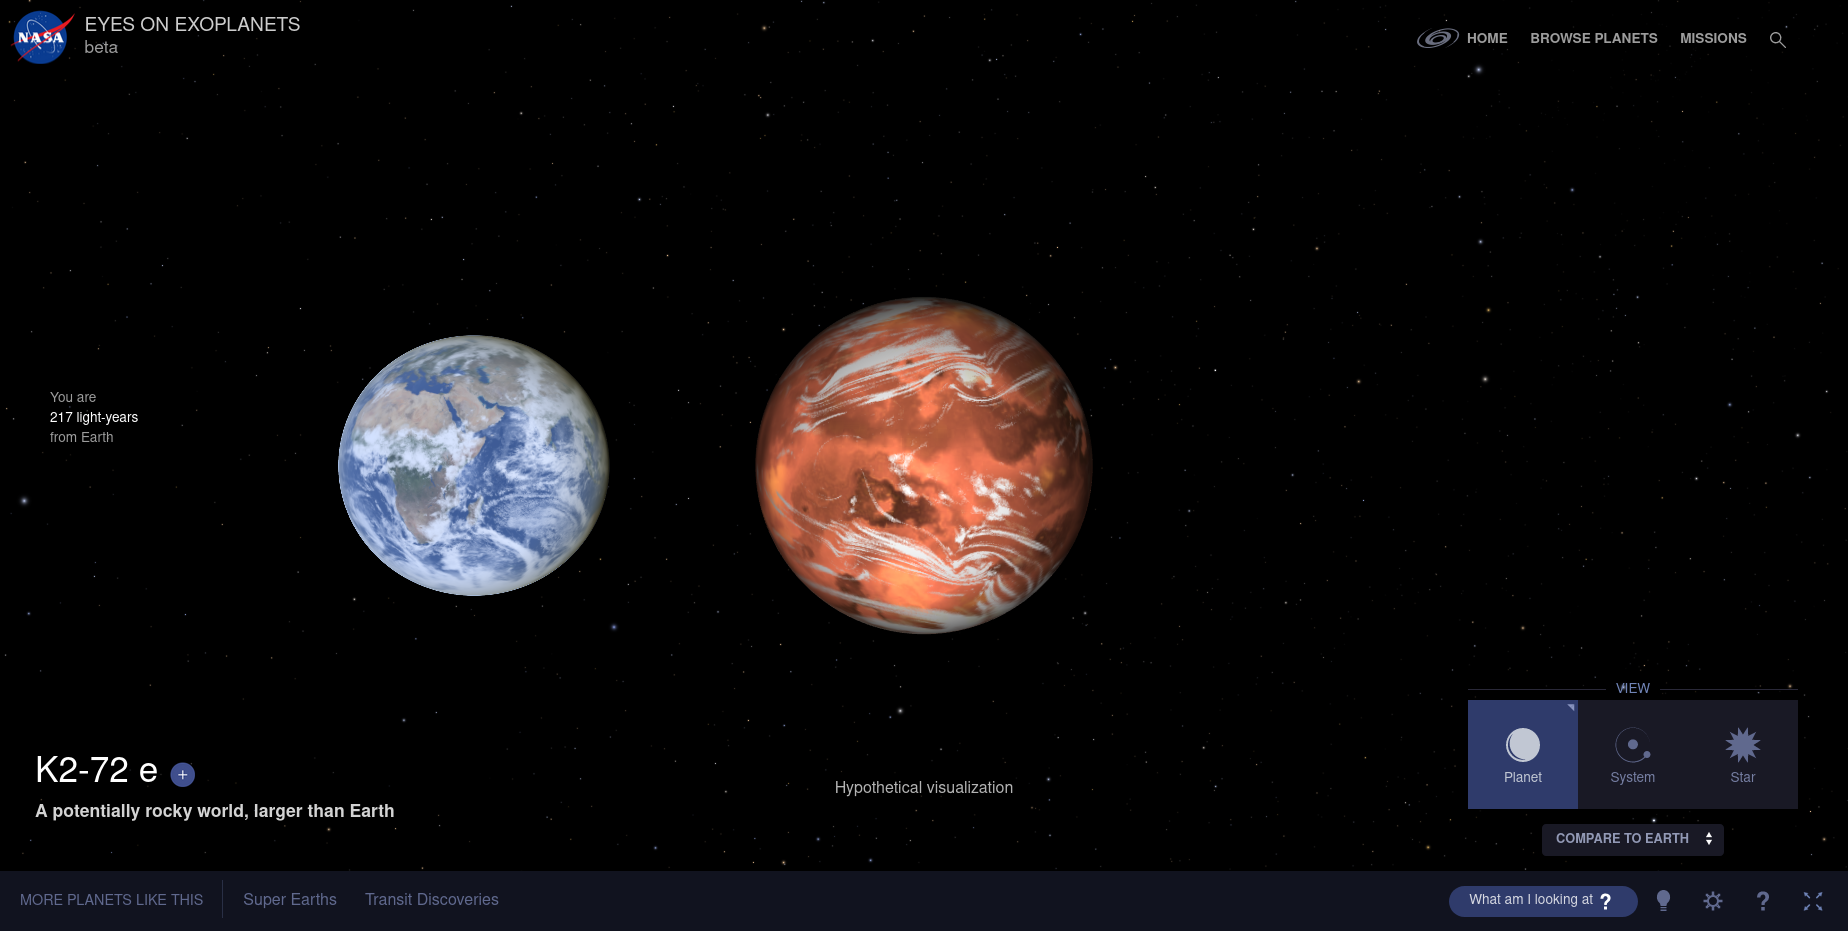 NASA
EYES ON EXOPLANETS
beta
HOME
BROWSE PLANETS
MISSIONS
You are
217 light-years
from Earth
VIEW
Planet
System
Star
K2-72 e +
A potentially rocky world, larger than Earth
Hypothetical visualization
COMPARE TO EARTH
MORE PLANETS LIKE THIS
Super Earths
Transit Discoveries
What am I looking at ?
?